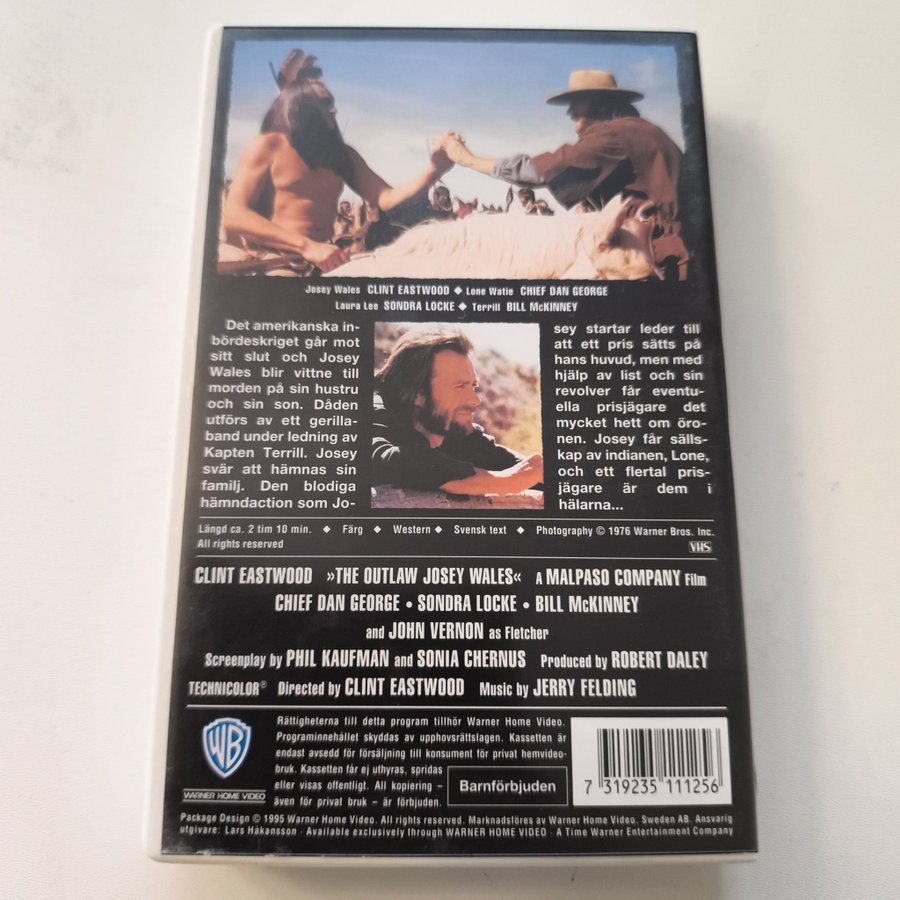 Josey Wales CLINT EASTWOOD ◆ Lone Watie CHIEF DAN GEORGE
Laura Lee SONDRA LOCKE ◆ Terrill BILL McKINNEY
Det amerikanska in-
bördeskriget går mot
sitt slut och Josey
Wales blir vittne till
morden på sin hustru
och sin son. Dåden
utförs av ett gerilla-
band under ledning av
Kapten Terrill. Josey
svär att hämnas sin
familj. Den blodiga
hämndaction som Jo-
sey startar leder till
att ett pris sätts på
hans huvud, men med
hjälp av list och sin
revolver får eventu-
ella prisjägare det
mycket hett om öro-
nen. Josey får sälls-
kap av indianen, Lone,
och ett flertal pris-
jägare är dem i
hälarna...
Längd ca. 2 tim 10 min. ◆ Färg ◆ Western ◆ Svensk text ◆ Photography © 1976 Warner Bros. Inc.
All rights reserved
VHS
CLINT EASTWOOD »THE OUTLAW JOSEY WALES« A MALPASO COMPANY Film
CHIEF DAN GEORGE • SONDRA LOCKE • BILL McKINNEY
and JOHN VERNON as Fletcher
Screenplay by PHIL KAUFMAN and SONIA CHERNUS Produced by ROBERT DALEY
TECHNICOLOR® Directed by CLINT EASTWOOD Music by JERRY FELDING
WB
WARNER HOME VIDEO
Rättigheterna till detta program tillhör Warner Home Video.
Programinnehållet skyddas av upphovsrättslagen. Kassetten är
endast avsedd för försäljning till konsument för privat hemvideo-
bruk. Kassetten får ej uthyras, spridas
eller visas offentligt. All kopiering –
även för privat bruk – är förbjuden.
Barnförbjuden
7 319235 111256
Package Design © 1995 Warner Home Video. All rights reserved. Marknadsföres av Warner Home Video, Sweden AB. Ansvarig
utgivare: Lars Håkansson · Available exclusively through WARNER HOME VIDEO · A Time Warner Entertainment Company